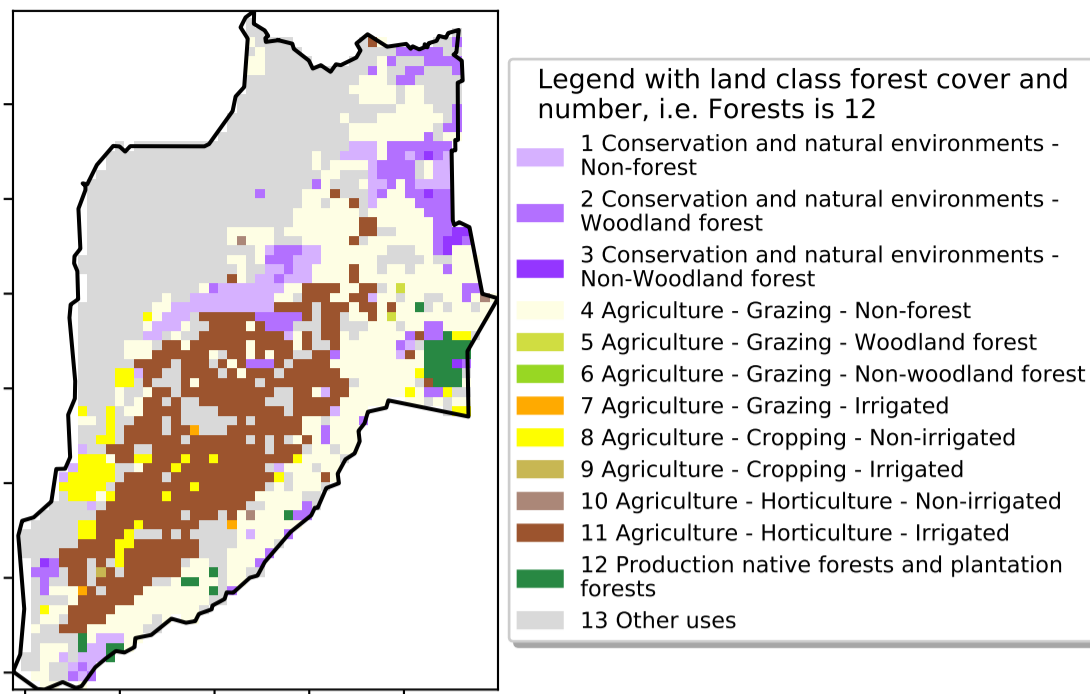 Legend with land class forest cover and
number, i.e. Forests is 12
1 Conservation and natural environments -
Non-forest
2 Conservation and natural environments -
Woodland forest
3 Conservation and natural environments -
Non-Woodland forest
4 Agriculture - Grazing - Non-forest
5 Agriculture - Grazing - Woodland forest
6 Agriculture - Grazing - Non-woodland forest
7 Agriculture - Grazing - Irrigated
8 Agriculture - Cropping - Non-irrigated
9 Agriculture - Cropping - Irrigated
10 Agriculture - Horticulture - Non-irrigated
11 Agriculture - Horticulture - Irrigated
12 Production native forests and plantation
forests
13 Other uses